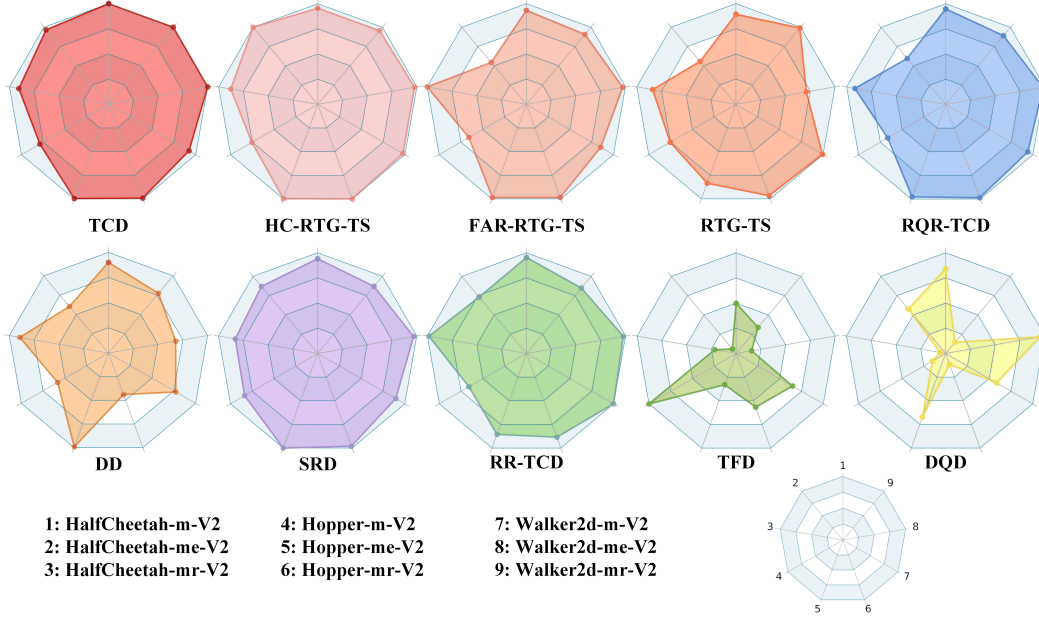 TCD HC-RTG-TS FAR-RTG-TS RTG-TS RQR-TCD
DD SRD RR-TCD TFD DQD
1: HalfCheetah-m-V2 4: Hopper-m-V2 7: Walker2d-m-V2
2: HalfCheetah-me-V2 5: Hopper-me-V2 8: Walker2d-me-V2
3: HalfCheetah-mr-V2 6: Hopper-mr-V2 9: Walker2d-mr-V2
1
2 9
3 8
4 7
5 6